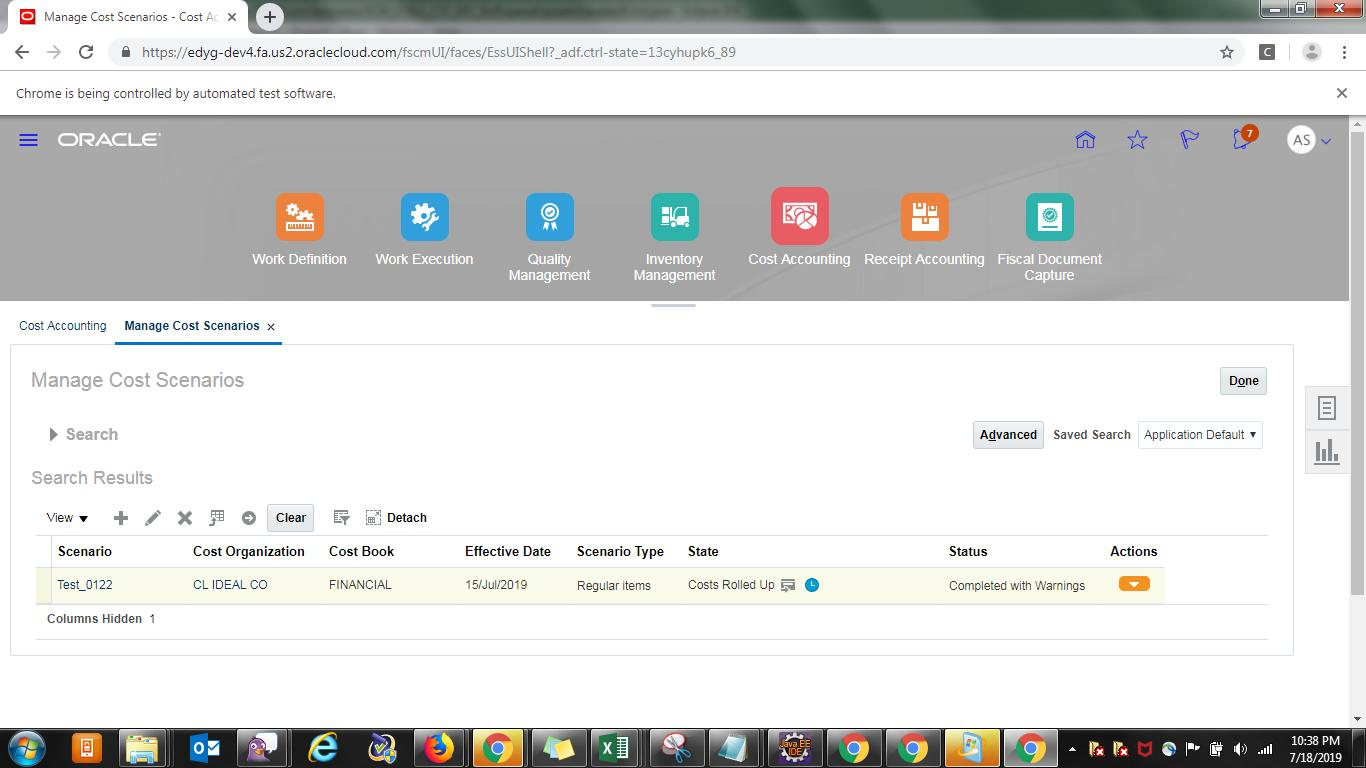 Manage Cost Scenarios - Cost Ac
https://edyg-dev4.fa.us2.oraclecloud.com/fscmUI/faces/EssUIShell?_adf.ctrl-state=13cyhupk6_89
C
Chrome is being controlled by automated test software.
ORACLE
7
AS
Work Definition
Work Execution
Quality
Management
Inventory
Management
Cost Accounting
Receipt Accounting
Fiscal Document
Capture
Cost Accounting
Manage Cost Scenarios
Manage Cost Scenarios
Done
Search
Advanced Saved Search Application Default
Search Results
View Clear Detach
Scenario Cost Organization Cost Book Effective Date Scenario Type State Status Actions
Test_0122 CL IDEAL CO FINANCIAL 15/Jul/2019 Regular items Costs Rolled Up Completed with Warnings
Columns Hidden 1
Java EE
IDE
10:38 PM
7/18/2019